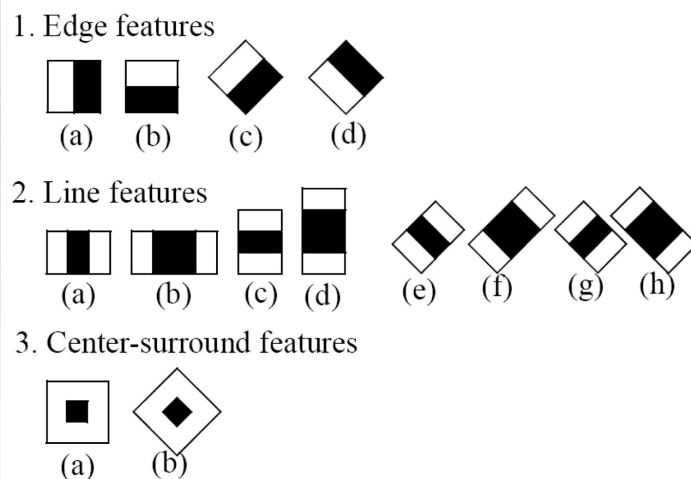 1. Edge features
(a) (b) (c) (d)
2. Line features
(a) (b) (c) (d) (e) (f) (g) (h)
3. Center-surround features
(a) (b)